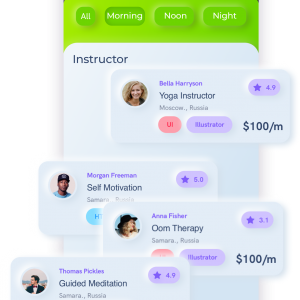 All Morning Noon Night
Instructor
Bella Harryson
4.9
Yoga Instructor
Moscow., Russia
UI Illustrator $100/m
Morgan Freeman
5.0
Self Motivation
Samara., Russia
Anna Fisher
3.1
Oom Therapy
Samara., Russia
Illustrator $100/m
Thomas Pickles
4.9
Guided Meditation
Samara., Russia